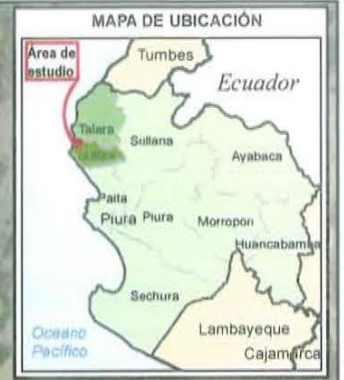 MAPA DE UBICACIÓN
Área de
estudio
Tumbes
Ecuador
Talara
Sullana
Ayabaca
Paita
Piura Piura
Morropon
Huancabamba
Sechura
Lambayeque
Oceano
Pacífico
Cajamarca